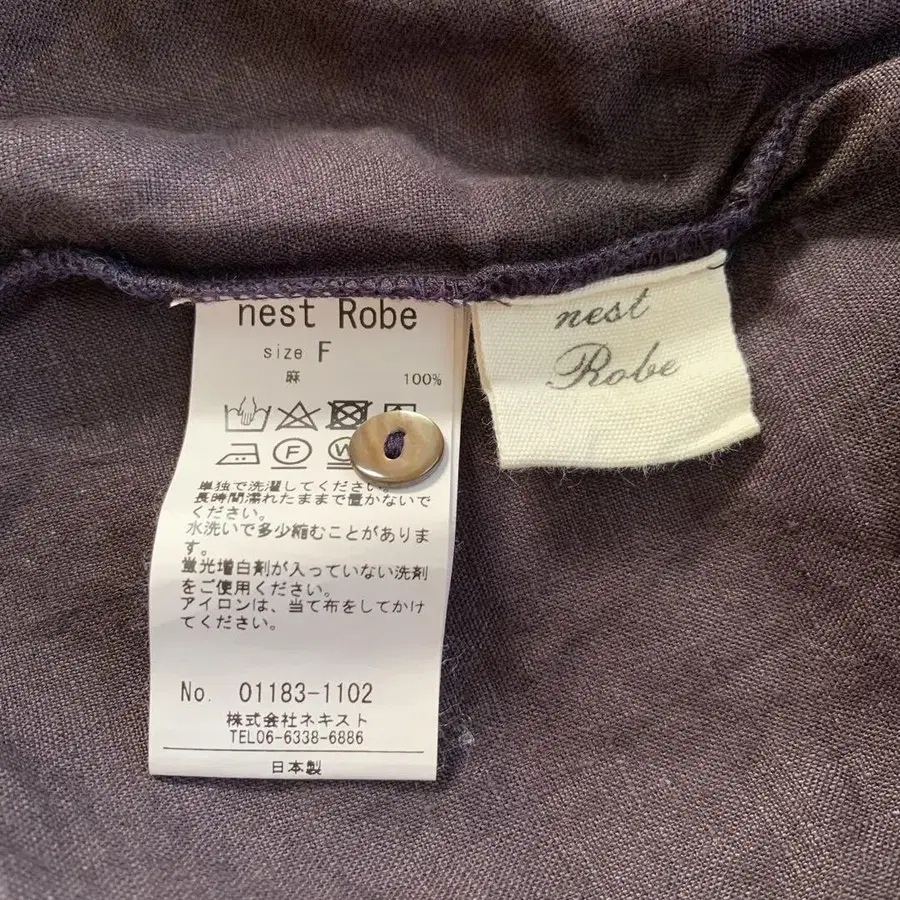 nest Robe
size F
麻 100%
F
W
単独で洗濯してください。
長時間濡れたままで置かないで
ください。
水洗いで多少縮むことがありま
す。
蛍光増白剤が入っていない洗剤
をご使用ください。
アイロンは、当て布をしてかけ
てください。
No. 01183-1102
株式会社ネキスト
TEL06-6338-6886
日本製
nest
Robe